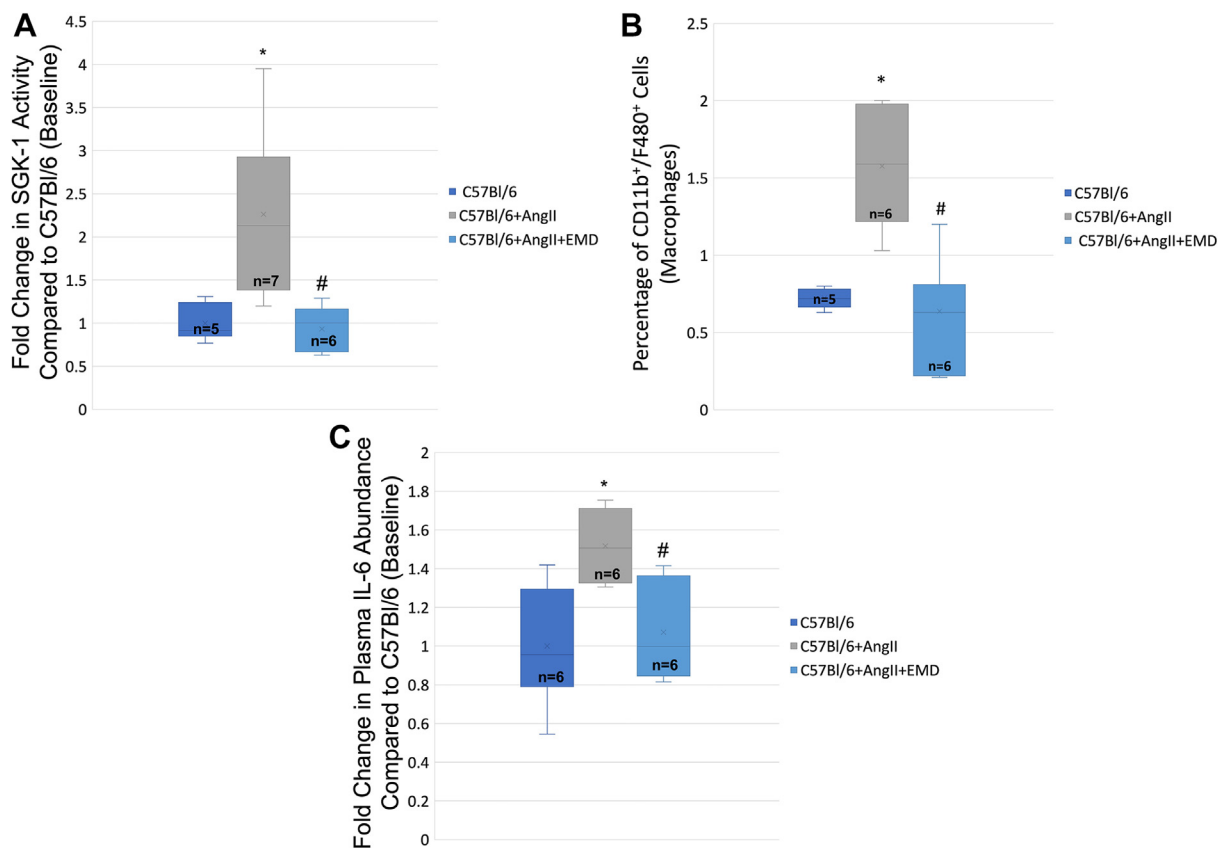 A
Fold Change in SGK-1 Activity
Compared to C57Bl/6 (Baseline)
4.5
4
3.5
3
2.5
2
1.5
1
0.5
0
*
#
n=5
n=7
n=6
C57Bl/6
C57Bl/6+AngII
C57Bl/6+AngII+EMD
B
Percentage of CD11b⁺/F480⁺ Cells
(Macrophages)
2.5
2
1.5
1
0.5
0
*
#
n=5
n=6
n=6
C57Bl/6
C57Bl/6+AngII
C57Bl/6+AngII+EMD
C
Fold Change in Plasma IL-6 Abundance
Compared to C57Bl/6 (Baseline)
2
1.8
1.6
1.4
1.2
1
0.8
0.6
0.4
0.2
0
*
#
n=6
n=6
n=6
C57Bl/6
C57Bl/6+AngII
C57Bl/6+AngII+EMD